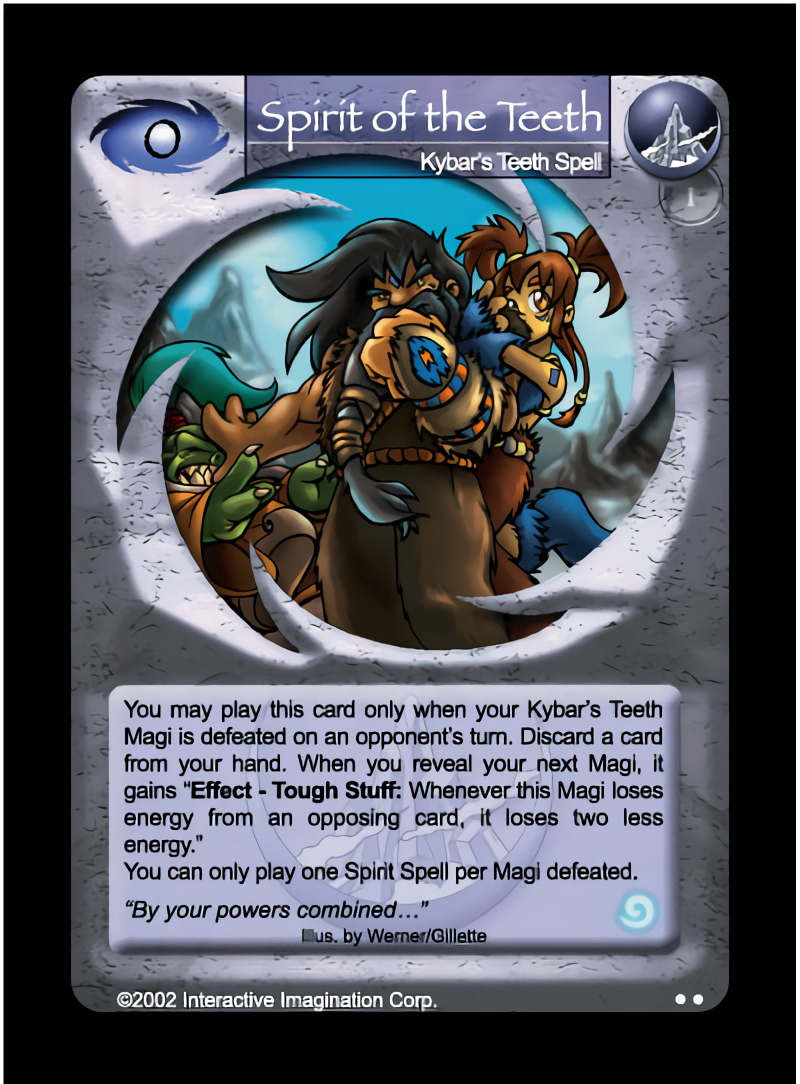 Spirit of the Teeth
Kybar's Teeth Spell
1
You may play this card only when your Kybar's Teeth
Magi is defeated on an opponent's turn. Discard a card
from your hand. When you reveal your next Magi, it
gains "Effect - Tough Stuff: Whenever this Magi loses
energy from an opposing card, it loses two less
energy."
You can only play one Spirit Spell per Magi defeated.
"By your powers combined…"
Illus. by Werner/Gillette
©2002 Interactive Imagination Corp.